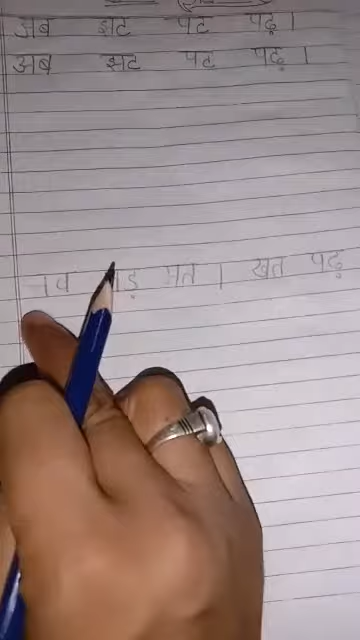 अब झट पट पढ़ ।
अब झट पट पढ़ ।
मत । खत पढ़